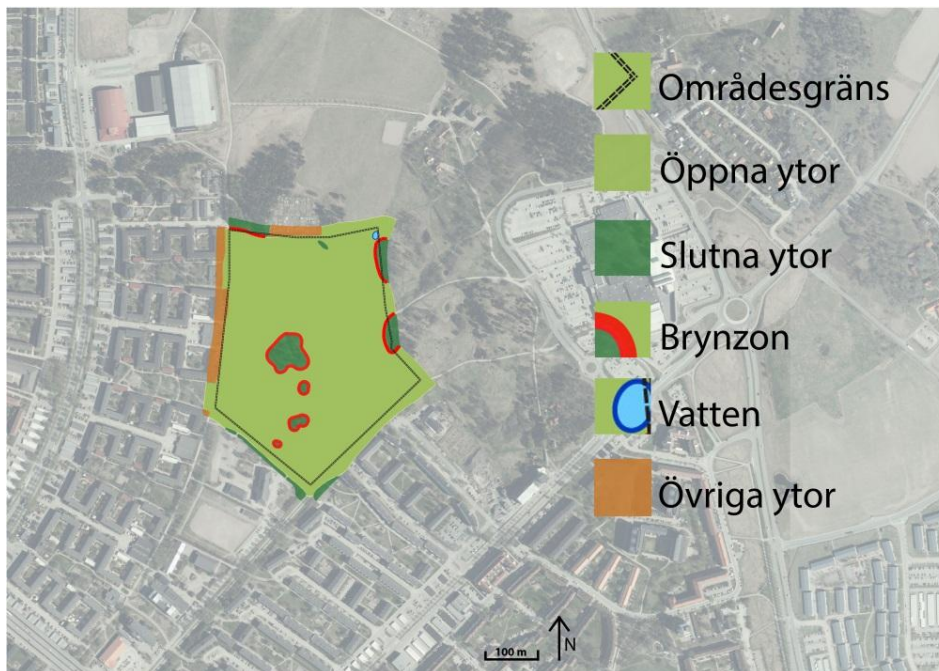 Områdesgräns
Öppna ytor
Slutna ytor
Brynzon
Vatten
Övriga ytor
100 m
N